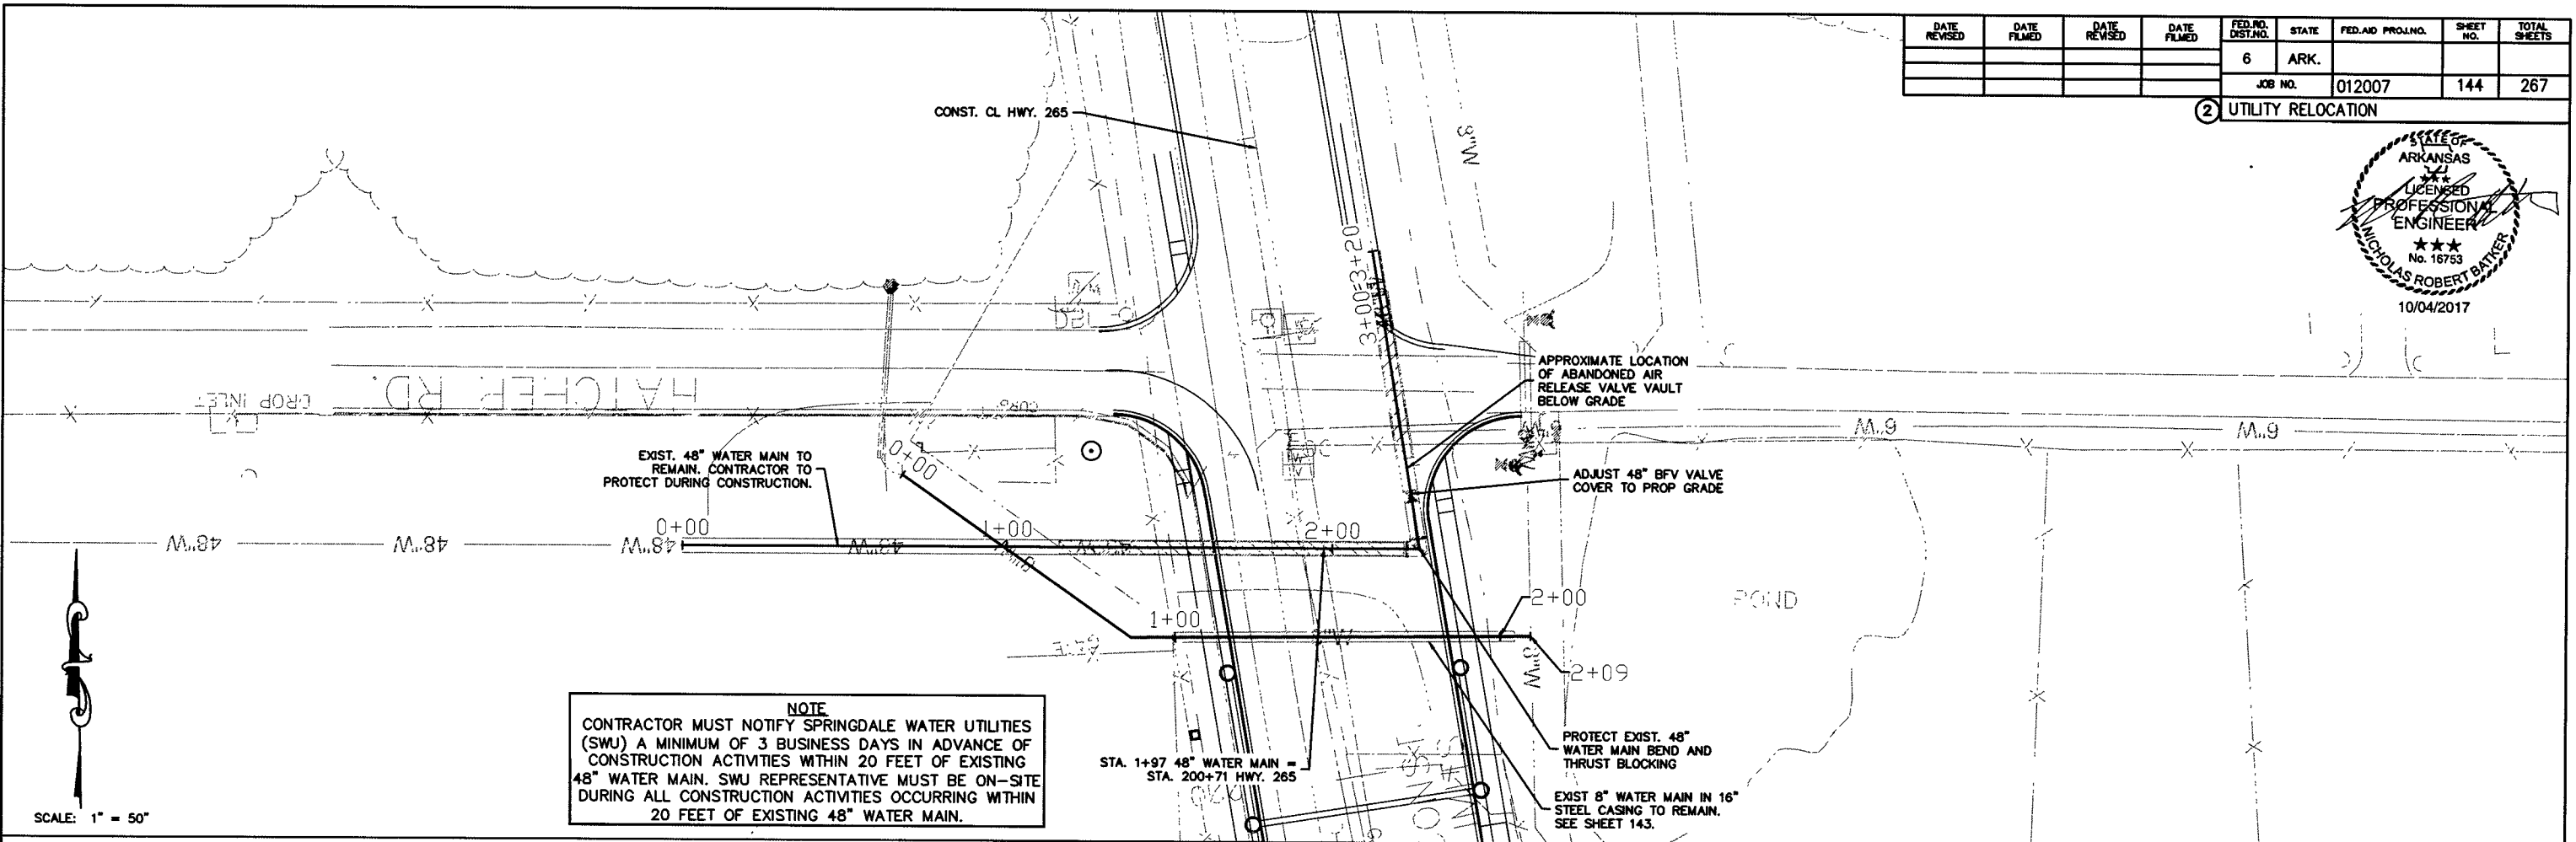 DATE REVISED
DATE FILMED
DATE REVISED
DATE FILMED
FED.RD. DIST.NO.
STATE
FED.AID PROJ.NO.
SHEET NO.
TOTAL SHEETS
6
ARK.
JOB NO.
012007
144
267
2 UTILITY RELOCATION
STATE OF
ARKANSAS
LICENSED
PROFESSIONAL
ENGINEER
No. 16753
NICHOLAS ROBERT BATKER
10/04/2017
CONST. CL HWY. 265
8"W
3+00=3+20
APPROXIMATE LOCATION
OF ABANDONED AIR
RELEASE VALVE VAULT
BELOW GRADE
HATCHER RD.
DROP INLET
6"W
6"W
0+00
EXIST. 48" WATER MAIN TO
REMAIN. CONTRACTOR TO
PROTECT DURING CONSTRUCTION.
ADJUST 48" BFV VALVE
COVER TO PROP GRADE
0+00
1+00
2+00
48"W
48"W
48"W
48"W
2+00
1+00
POND
GATE
8"W
2+09
NOTE
CONTRACTOR MUST NOTIFY SPRINGDALE WATER UTILITIES
(SWU) A MINIMUM OF 3 BUSINESS DAYS IN ADVANCE OF
CONSTRUCTION ACTIVITIES WITHIN 20 FEET OF EXISTING
48" WATER MAIN. SWU REPRESENTATIVE MUST BE ON-SITE
DURING ALL CONSTRUCTION ACTIVITIES OCCURRING WITHIN
20 FEET OF EXISTING 48" WATER MAIN.
STA. 1+97 48" WATER MAIN =
STA. 200+71 HWY. 265
PROTECT EXIST. 48"
WATER MAIN BEND AND
THRUST BLOCKING
EXIST 8" WATER MAIN IN 16"
STEEL CASING TO REMAIN.
SEE SHEET 143.
SCALE: 1" = 50"